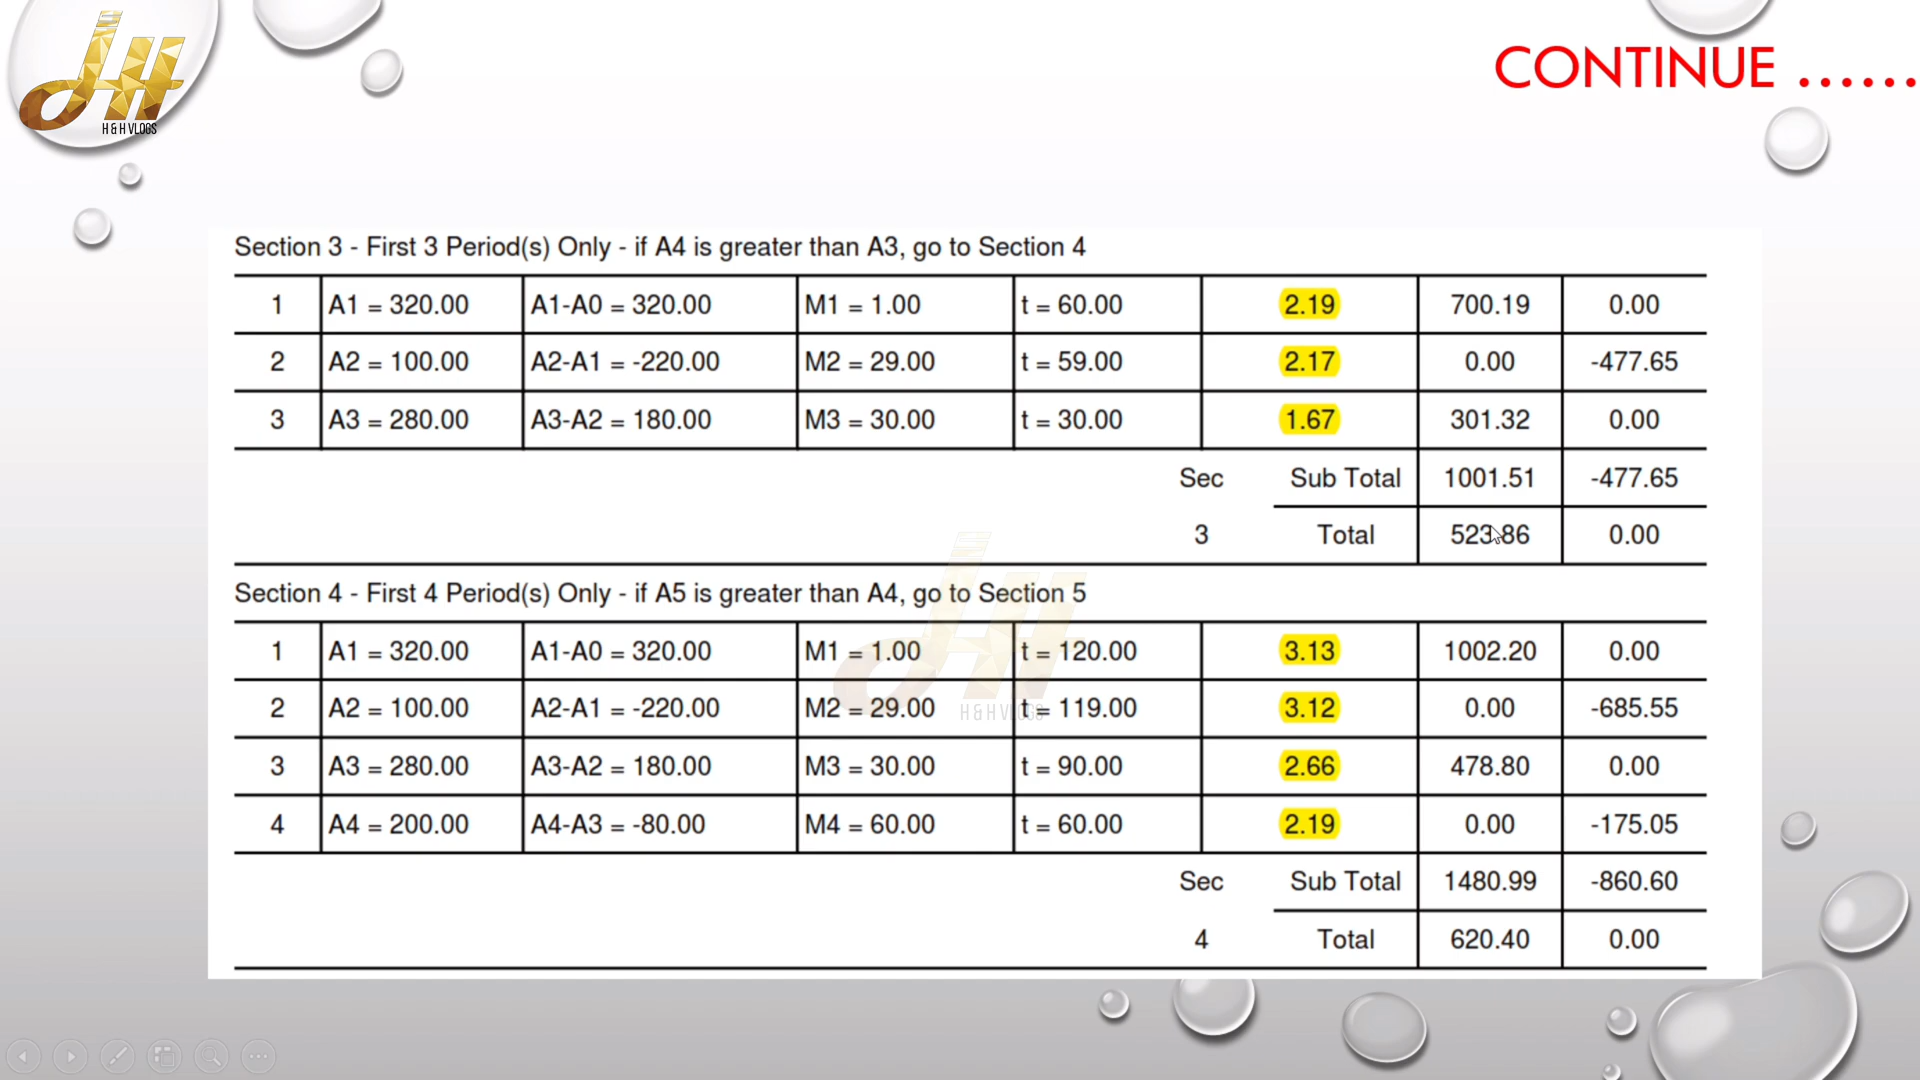 H & H VLOGS
CONTINUE ......
Section 3 - First 3 Period(s) Only - if A4 is greater than A3, go to Section 4
1 A1 = 320.00 A1-A0 = 320.00 M1 = 1.00 t = 60.00 2.19 700.19 0.00
2 A2 = 100.00 A2-A1 = -220.00 M2 = 29.00 t = 59.00 2.17 0.00 -477.65
3 A3 = 280.00 A3-A2 = 180.00 M3 = 30.00 t = 30.00 1.67 301.32 0.00
Sec Sub Total 1001.51 -477.65
3 Total 523.86 0.00
Section 4 - First 4 Period(s) Only - if A5 is greater than A4, go to Section 5
1 A1 = 320.00 A1-A0 = 320.00 M1 = 1.00 t = 120.00 3.13 1002.20 0.00
2 A2 = 100.00 A2-A1 = -220.00 M2 = 29.00 t = 119.00 3.12 0.00 -685.55
H & H VLOGS
3 A3 = 280.00 A3-A2 = 180.00 M3 = 30.00 t = 90.00 2.66 478.80 0.00
4 A4 = 200.00 A4-A3 = -80.00 M4 = 60.00 t = 60.00 2.19 0.00 -175.05
Sec Sub Total 1480.99 -860.60
4 Total 620.40 0.00